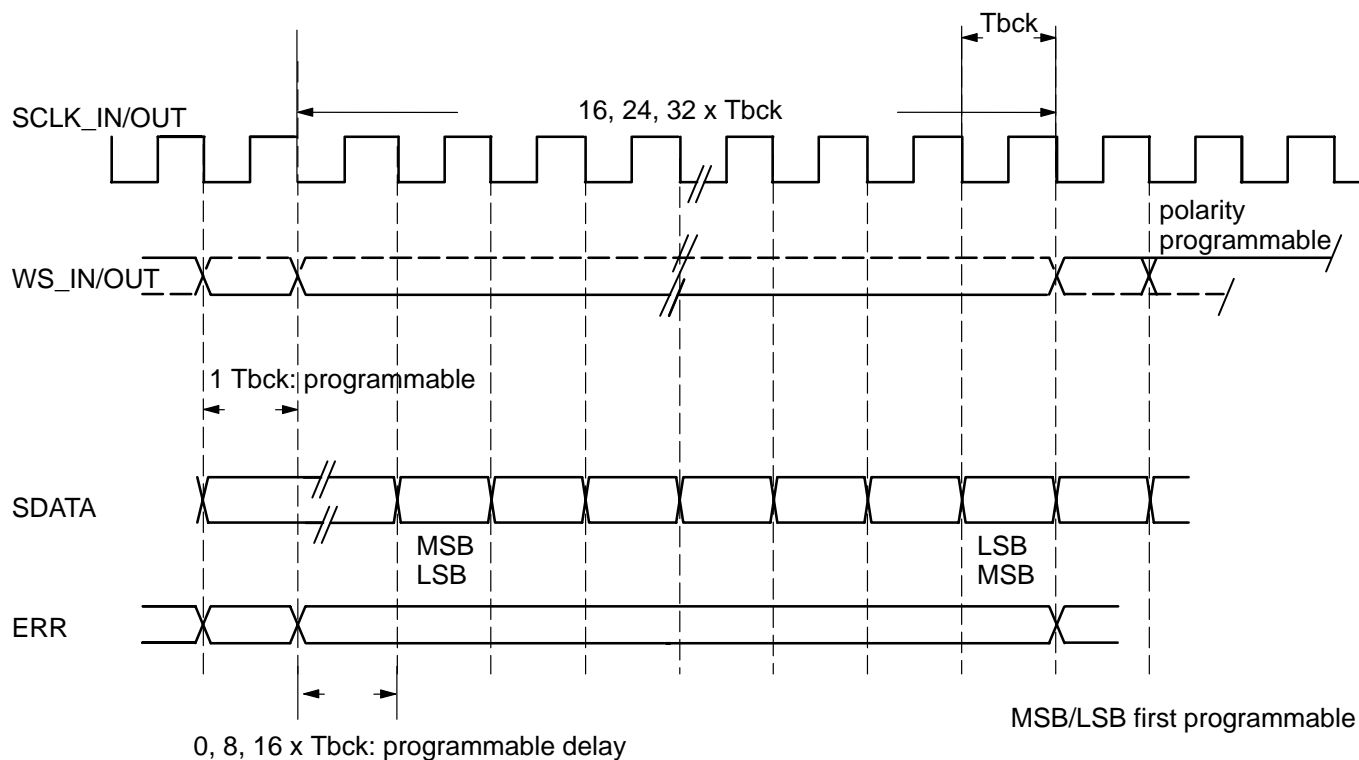 Tbck
16, 24, 32 x Tbck
SCLK_IN/OUT
polarity
programmable
WS_IN/OUT
1 Tbck: programmable
SDATA
MSB
LSB
LSB
MSB
ERR
MSB/LSB first programmable
0, 8, 16 x Tbck: programmable delay